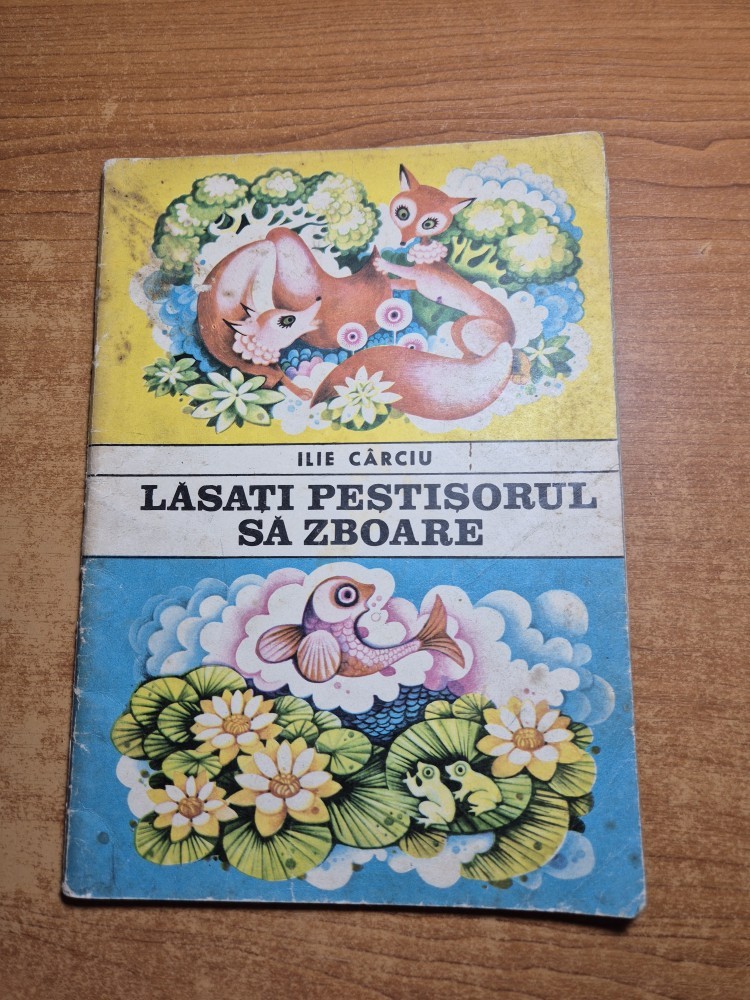 ILIE CÂRCIU
LĂSAȚI PEȘTIȘORUL
SĂ ZBOARE